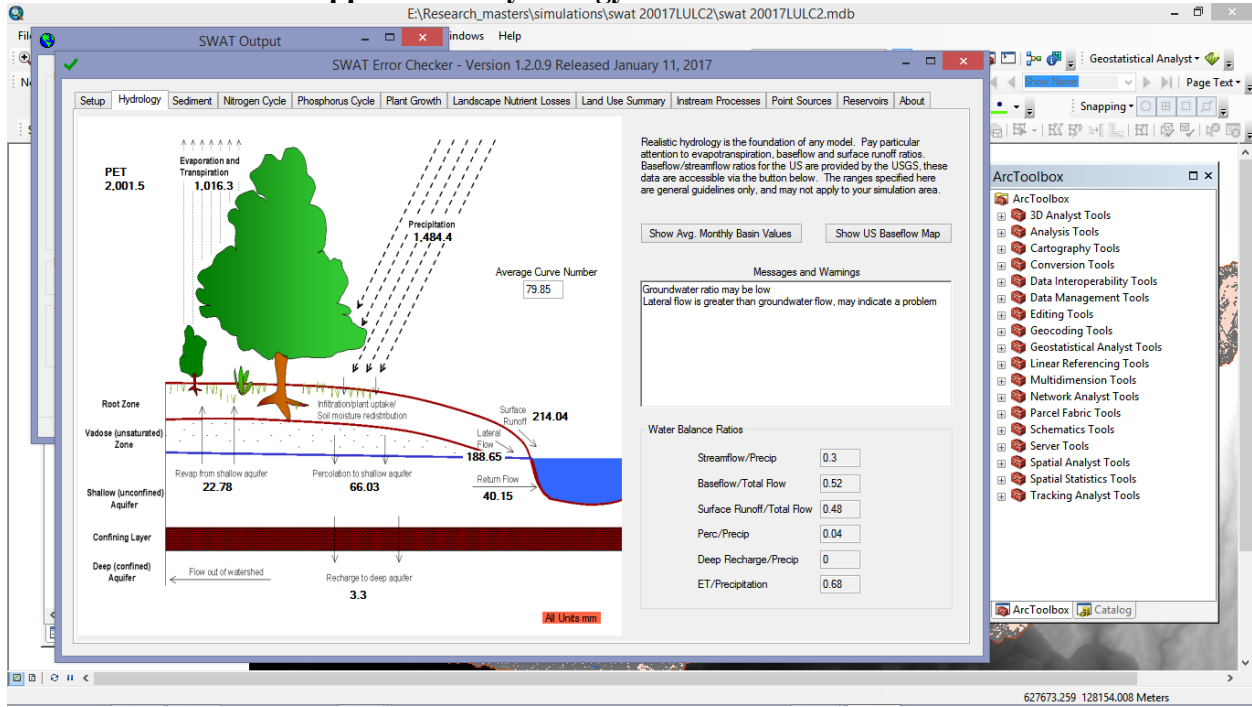 E:\Research_masters\simulations\swat 20017LULC2\swat 20017LULC2.mdb
indows Help
SWAT Output
Geostatistical Analyst
SWAT Error Checker - Version 1.2.0.9 Released January 11, 2017
Show Name
Page Text
Snapping
Setup Hydrology Sediment Nitrogen Cycle Phosphorus Cycle Plant Growth Landscape Nutrient Losses Land Use Summary Instream Processes Point Sources Reservoirs About
PET
2,001.5
Evaporation and
Transpiration
1,016.3
Precipitation
1,484.4
Average Curve Number
79.85
Root Zone
Infiltration/plant uptake/
Soil moisture redistribution
Surface
Runoff
214.04
Vadose (unsaturated)
Zone
Lateral
Flow
188.65
Revap from shallow aquifer
22.78
Percolation to shallow aquifer
66.03
Return Flow
40.15
Shallow (unconfined)
Aquifer
Confining Layer
Deep (confined)
Aquifer
Flow out of watershed
Recharge to deep aquifer
3.3
All Units mm
Realistic hydrology is the foundation of any model. Pay particular
attention to evapotranspiration, baseflow and surface runoff ratios.
Baseflow/streamflow ratios for the US are provided by the USGS, these
data are accessible via the button below. The ranges specified here
are general guidelines only, and may not apply to your simulation area.
Show Avg. Monthly Basin Values
Show US Baseflow Map
Messages and Warnings
Groundwater ratio may be low
Lateral flow is greater than groundwater flow, may indicate a problem
Water Balance Ratios
Streamflow/Precip 0.3
Baseflow/Total Flow 0.52
Surface Runoff/Total Flow 0.48
Perc/Precip 0.04
Deep Recharge/Precip 0
ET/Precipitation 0.68
ArcToolbox
ArcToolbox
3D Analyst Tools
Analysis Tools
Cartography Tools
Conversion Tools
Data Interoperability Tools
Data Management Tools
Editing Tools
Geocoding Tools
Geostatistical Analyst Tools
Linear Referencing Tools
Multidimension Tools
Network Analyst Tools
Parcel Fabric Tools
Schematics Tools
Server Tools
Spatial Analyst Tools
Spatial Statistics Tools
Tracking Analyst Tools
ArcToolbox Catalog
627673.259 128154.008 Meters